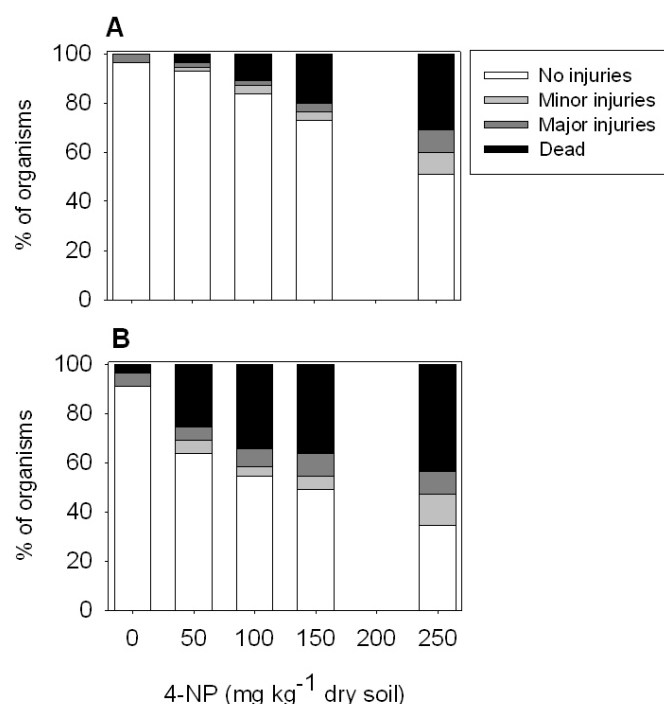 A
100
80
60
40
20
0
% of organisms
No injuries
Minor injuries
Major injuries
Dead
B
100
80
60
40
20
0
% of organisms
0 50 100 150 200 250
4-NP (mg kg⁻¹ dry soil)